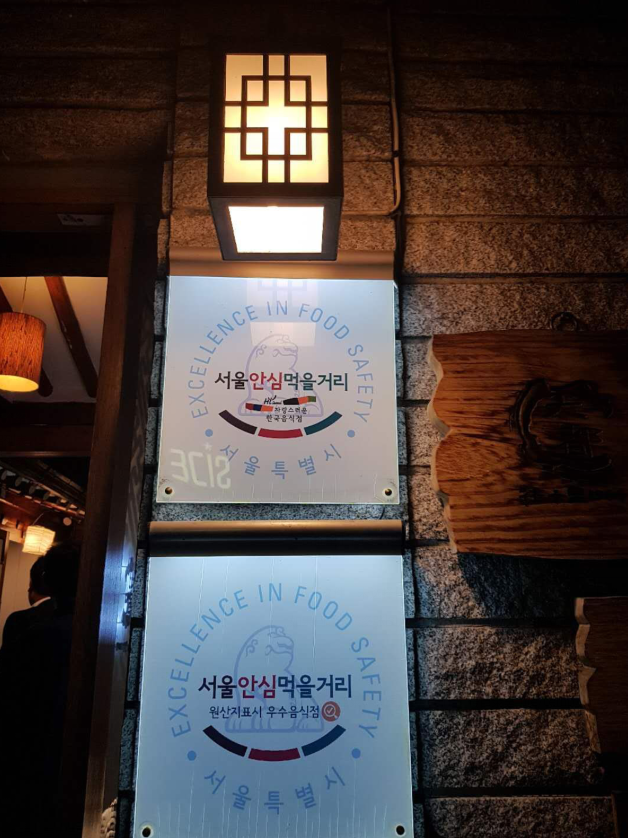 EXCELLENCE IN FOOD SAFETY
서울안심먹을거리
자랑스러운
한국음식점
서울특별시
EXCELLENCE IN FOOD SAFETY
서울안심먹을거리
원산지표시 우수음식점
서울특별시